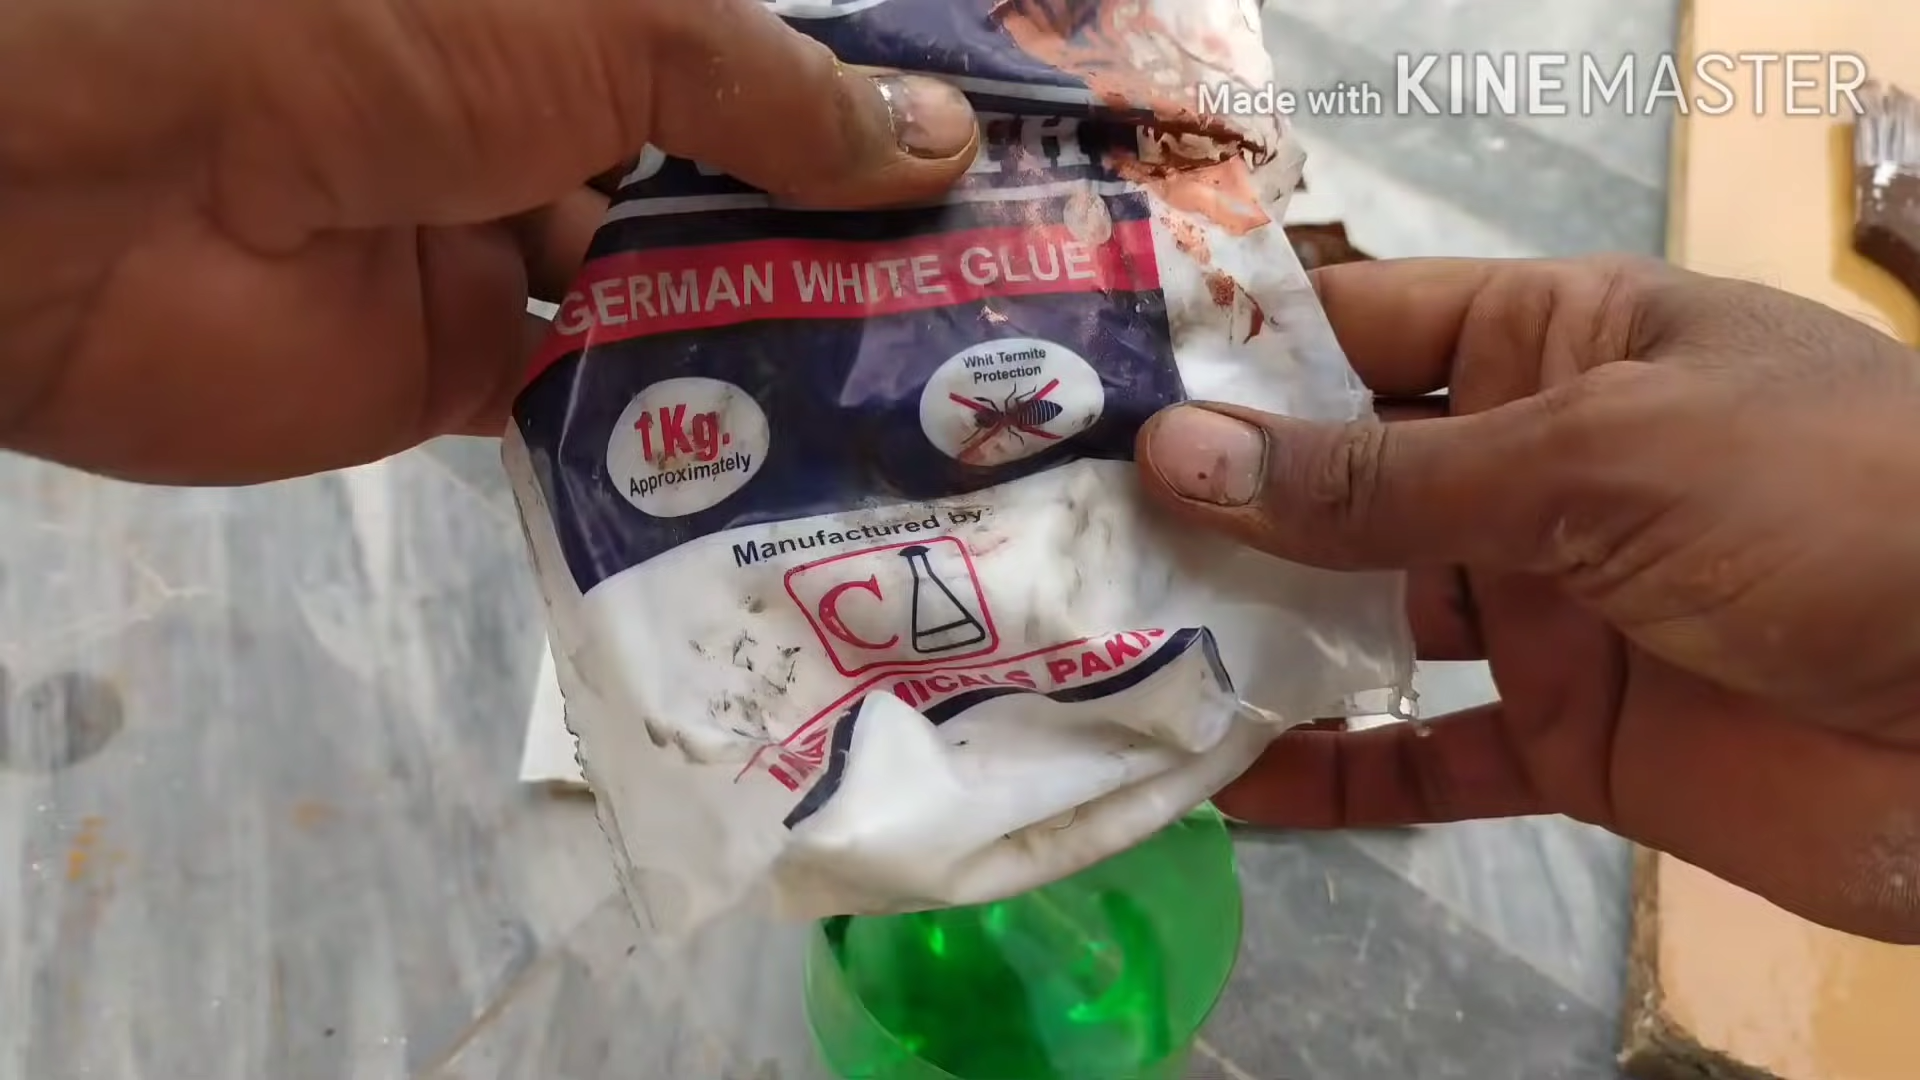 Made with KINEMASTER
GERMAN WHITE GLUE
Whit Termite
Protection
1Kg.
Approximately
Manufactured by:
C